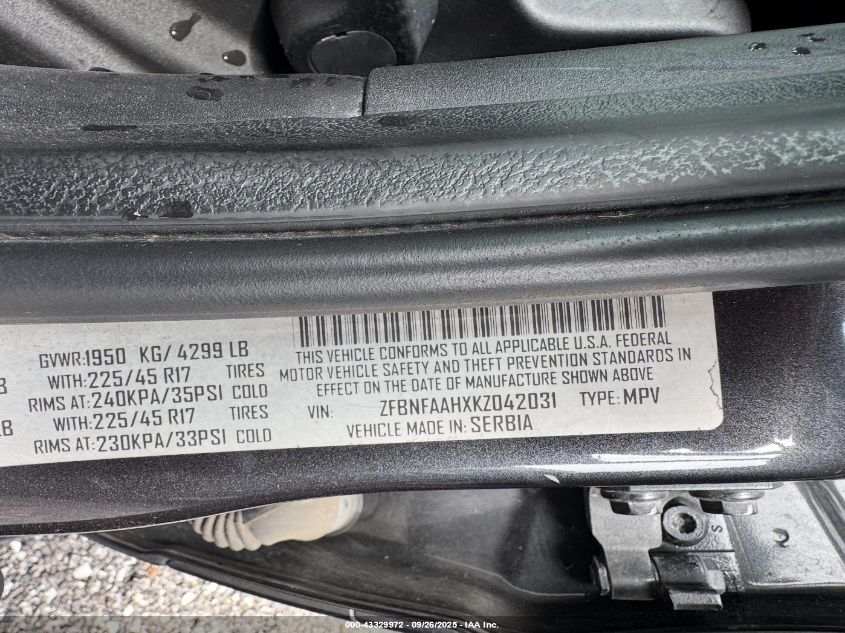 GVWR:1950 KG/ 4299 LB
WITH:225/45 R17 TIRES
RIMS AT:240KPA/35PSI COLD
WITH:225/45 R17 TIRES
RIMS AT:230KPA/33PSI COLD
THIS VEHICLE CONFORMS TO ALL APPLICABLE U.S.A. FEDERAL
MOTOR VEHICLE SAFETY AND THEFT PREVENTION STANDARDS IN
EFFECT ON THE DATE OF MANUFACTURE SHOWN ABOVE
VIN: ZFBNFAAHXKZ042031 TYPE: MPV
VEHICLE MADE IN: SERBIA
S
000-43329972 - 09/26/2025 - IAA Inc.